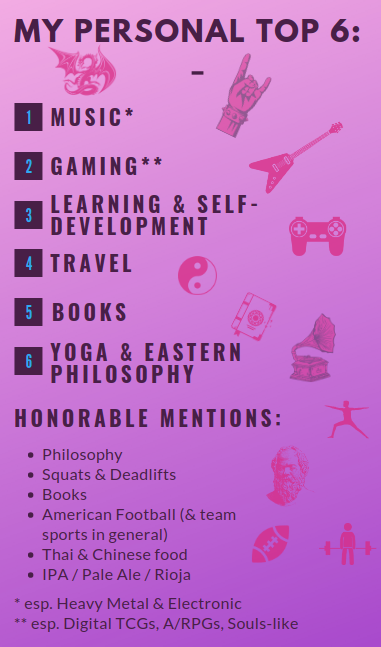 MY PERSONAL TOP 6:
–
1 MUSIC*
2 GAMING**
3 LEARNING & SELF-
DEVELOPMENT
4 TRAVEL
5 BOOKS
6 YOGA & EASTERN
PHILOSOPHY
HONORABLE MENTIONS:
• Philosophy
• Squats & Deadlifts
• Books
• American Football (& team
sports in general)
• Thai & Chinese food
• IPA / Pale Ale / Rioja
* esp. Heavy Metal & Electronic
** esp. Digital TCGs, A/RPGs, Souls-like